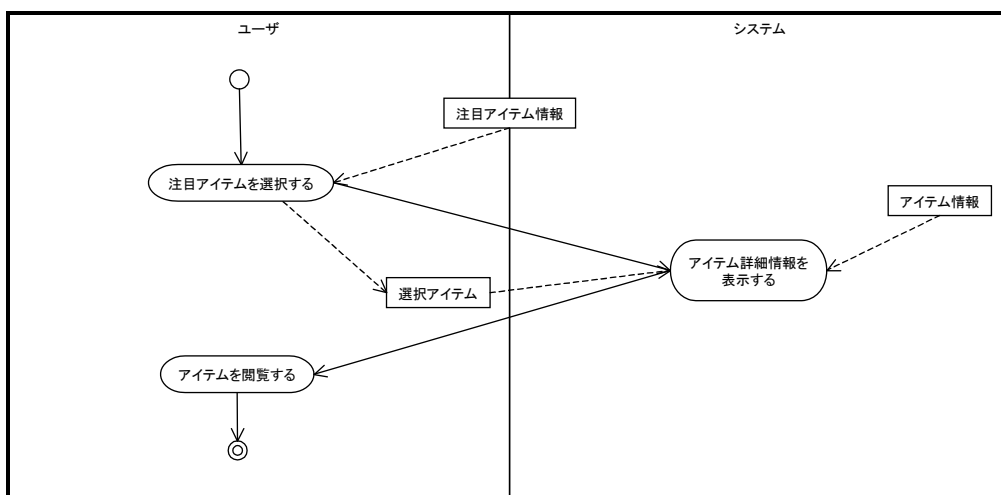 ユーザ
システム
注目アイテム情報
注目アイテムを選択する
アイテム情報
アイテム詳細情報を
表示する
選択アイテム
アイテムを閲覧する